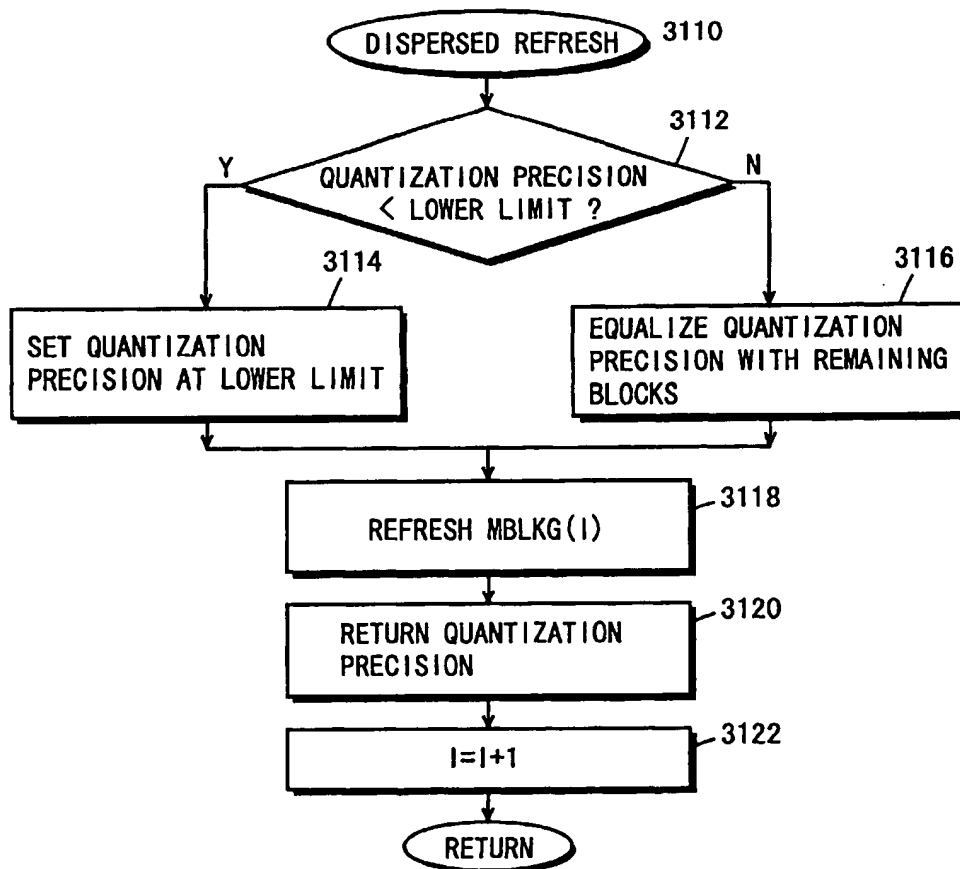 DISPERSED REFRESH
3110
3112
Y
N
QUANTIZATION PRECISION
< LOWER LIMIT ?
3114
3116
SET QUANTIZATION
PRECISION AT LOWER LIMIT
EQUALIZE QUANTIZATION
PRECISION WITH REMAINING
BLOCKS
3118
REFRESH MBLKG(I)
3120
RETURN QUANTIZATION
PRECISION
3122
I=I+1
RETURN